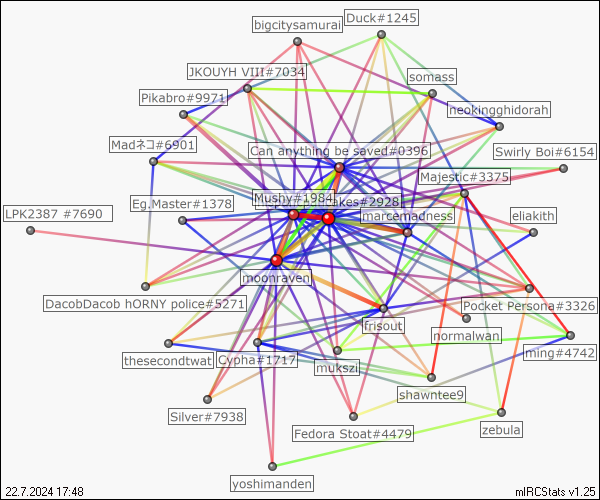 Duck#1245
bigcitysamurai
JKOUYH VIII#7034
somass
Pikabro#9971
neokingghidorah
Madネコ#6901
Can anything be saved#0396
Swirly Boi#6154
Majestic#3375
Mushy#1984
#2928
Eg.Master#1378
LPK2387 #7690
marcemadness
eliakith
moonraven
DacobDacob hORNY police#5271
Pocket Persona#3326
frisout
normalwan
thesecondtwat
Cypha#1717
mukszi
ming#4742
shawntee9
Silver#7938
Fedora Stoat#4479
zebula
yoshimanden
22.7.2024 17:48
mIRCStats v1.25